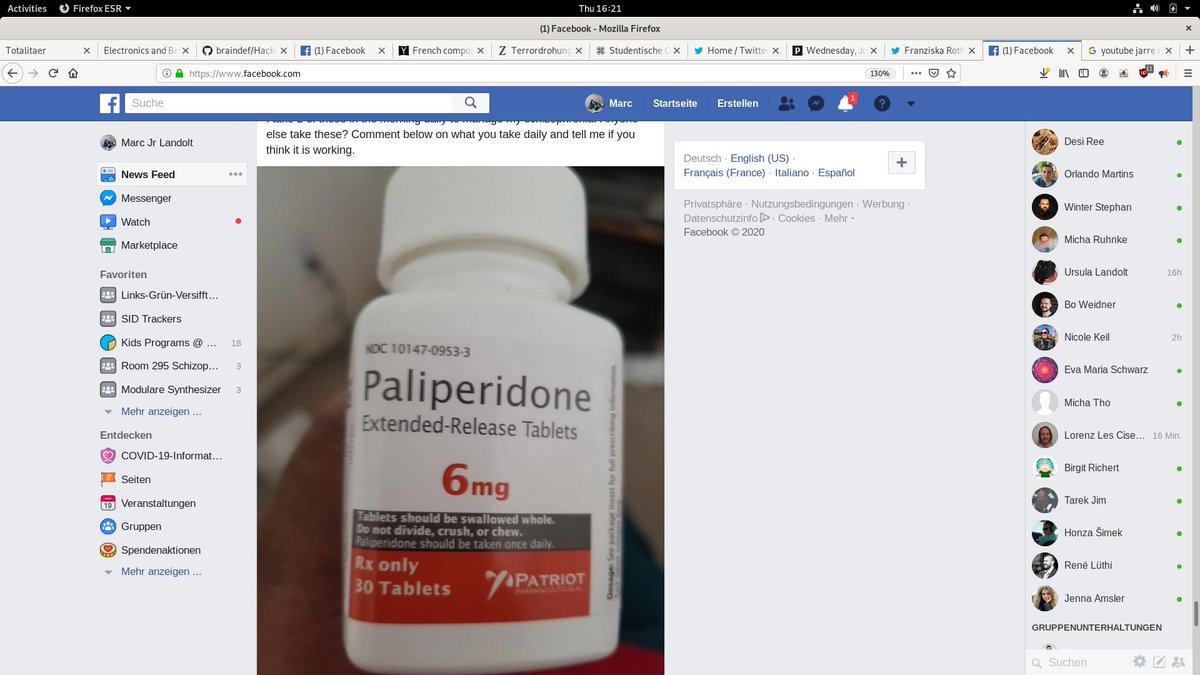 Activities
Firefox ESR
Thu 16:21
(1) Facebook - Mozilla Firefox
Totalitaer
Electronics and Br
braindef/Hack
(1) Facebook
French compos
Terrordrohung
Studentische
Home / Twitter
Wednesday, J
Franziska Roth
(1) Facebook
youtube jarre
https://www.facebook.com
130%
Suche
Marc
Startseite
Erstellen
1
Marc Jr Landolt
News Feed
Messenger
Watch
Marketplace
Favoriten
Links-Grün-Versifft...
SID Trackers
Kids Programs @ ... 18
Room 295 Schizop... 3
Modulare Synthesizer 3
Mehr anzeigen ...
Entdecken
COVID-19-Informat...
Seiten
19
Veranstaltungen
Gruppen
Spendenaktionen
Mehr anzeigen ...
else take these? Comment below on what you take daily and tell me if you
think it is working.
NDC 10147-0953-3
Paliperidone
Extended-Release Tablets
6mg
Tablets should be swallowed whole.
Do not divide, crush, or chew.
Paliperidone should be taken once daily.
Rx only
30 Tablets
PATRIOT
PHARMACEUTICALS
Dosage: See package insert for full prescribing information.
Deutsch · English (US) ·
Français (France) · Italiano · Español
Privatsphäre · Nutzungsbedingungen · Werbung ·
Datenschutzinfo · Cookies · Mehr
Facebook © 2020
Desi Ree
Orlando Martins
Winter Stephan
Micha Ruhnke
Ursula Landolt 16h
Bo Weidner
Nicole Keil 2h
Eva Maria Schwarz
Micha Tho
Lorenz Les Cise... 16 Min.
Birgit Richert
Tarek Jim
Honza Šimek
René Lüthi
Jenna Amsler
GRUPPENUNTERHALTUNGEN
Suchen